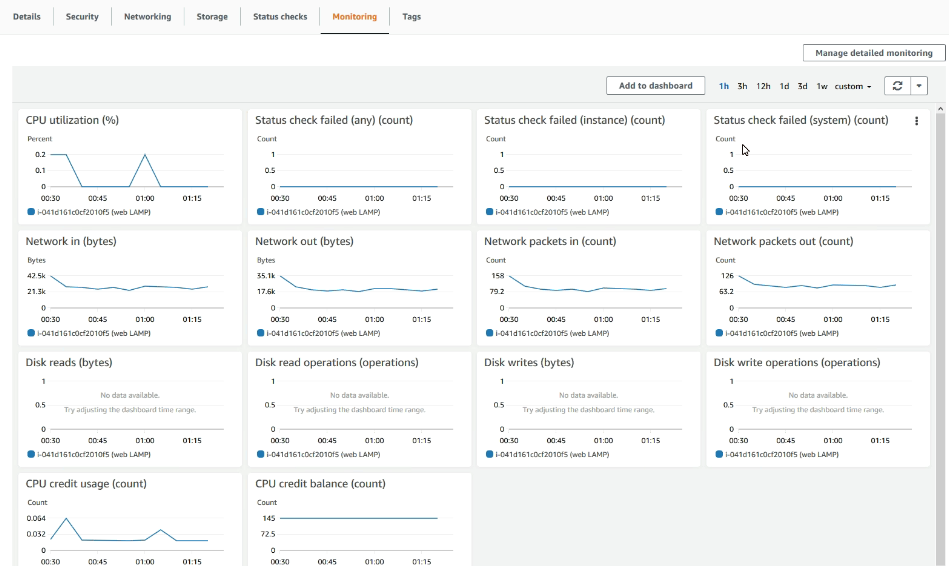 Details Security Networking Storage Status checks Monitoring Tags
Manage detailed monitoring
Add to dashboard 1h 3h 12h 1d 3d 1w custom
CPU utilization (%)
Percent
0.2
0.1
0
00:30 00:45 01:00 01:15
i-041d161c0cf2010f5 (web LAMP)
Status check failed (any) (count)
Count
1
0.5
0
00:30 00:45 01:00 01:15
i-041d161c0cf2010f5 (web LAMP)
Status check failed (instance) (count)
Count
1
0.5
0
00:30 00:45 01:00 01:15
i-041d161c0cf2010f5 (web LAMP)
Status check failed (system) (count)
Count
1
0.5
0
00:30 00:45 01:00 01:15
i-041d161c0cf2010f5 (web LAMP)
Network in (bytes)
Bytes
42.5k
21.3k
0
00:30 00:45 01:00 01:15
i-041d161c0cf2010f5 (web LAMP)
Network out (bytes)
Bytes
35.1k
17.6k
0
00:30 00:45 01:00 01:15
i-041d161c0cf2010f5 (web LAMP)
Network packets in (count)
Count
158
79.2
0
00:30 00:45 01:00 01:15
i-041d161c0cf2010f5 (web LAMP)
Network packets out (count)
Count
126
63.2
0
00:30 00:45 01:00 01:15
i-041d161c0cf2010f5 (web LAMP)
Disk reads (bytes)
1
No data available.
0.5
Try adjusting the dashboard time range.
0
00:30 00:45 01:00 01:15
i-041d161c0cf2010f5 (web LAMP)
Disk read operations (operations)
1
No data available.
0.5
Try adjusting the dashboard time range.
0
00:30 00:45 01:00 01:15
i-041d161c0cf2010f5 (web LAMP)
Disk writes (bytes)
1
No data available.
0.5
Try adjusting the dashboard time range.
0
00:30 00:45 01:00 01:15
i-041d161c0cf2010f5 (web LAMP)
Disk write operations (operations)
1
No data available.
0.5
Try adjusting the dashboard time range.
0
00:30 00:45 01:00 01:15
i-041d161c0cf2010f5 (web LAMP)
CPU credit usage (count)
Count
0.064
0.032
0
00:30 00:45 01:00 01:15
CPU credit balance (count)
Count
145
72.5
0
00:30 00:45 01:00 01:15